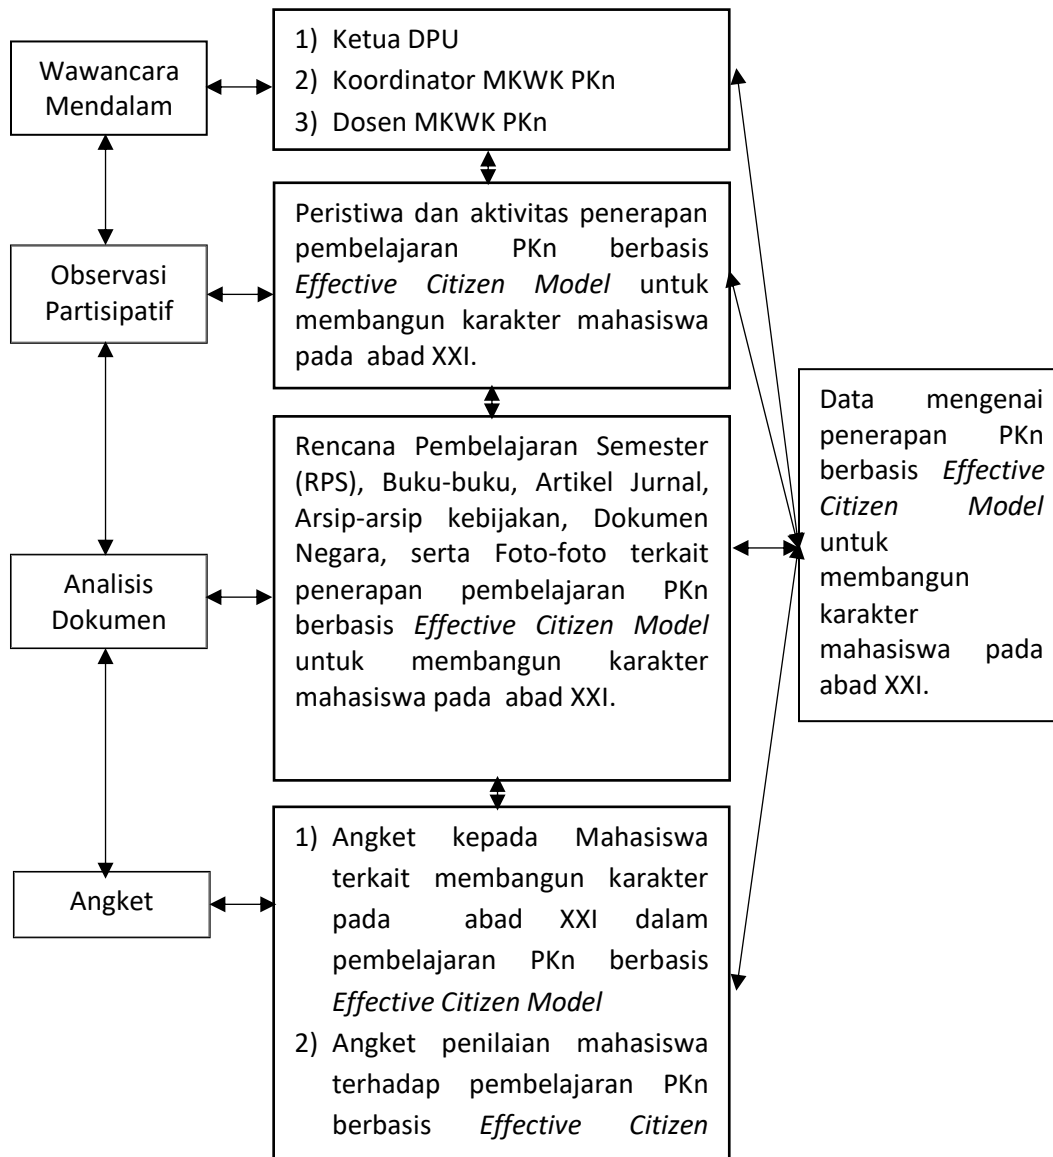 Wawancara
Mendalam
1) Ketua DPU
2) Koordinator MKWK PKn
3) Dosen MKWK PKn
Observasi
Partisipatif
Peristiwa dan aktivitas penerapan
pembelajaran PKn berbasis
Effective Citizen Model untuk
membangun karakter mahasiswa
pada abad XXI.
Analisis
Dokumen
Rencana Pembelajaran Semester
(RPS), Buku-buku, Artikel Jurnal,
Arsip-arsip kebijakan, Dokumen
Negara, serta Foto-foto terkait
penerapan pembelajaran PKn
berbasis Effective Citizen Model
untuk membangun karakter
mahasiswa pada abad XXI.
Angket
1) Angket kepada Mahasiswa
terkait membangun karakter
pada abad XXI dalam
pembelajaran PKn berbasis
Effective Citizen Model
2) Angket penilaian mahasiswa
terhadap pembelajaran PKn
berbasis Effective Citizen
Data mengenai
penerapan PKn
berbasis Effective
Citizen Model
untuk
membangun
karakter
mahasiswa pada
abad XXI.